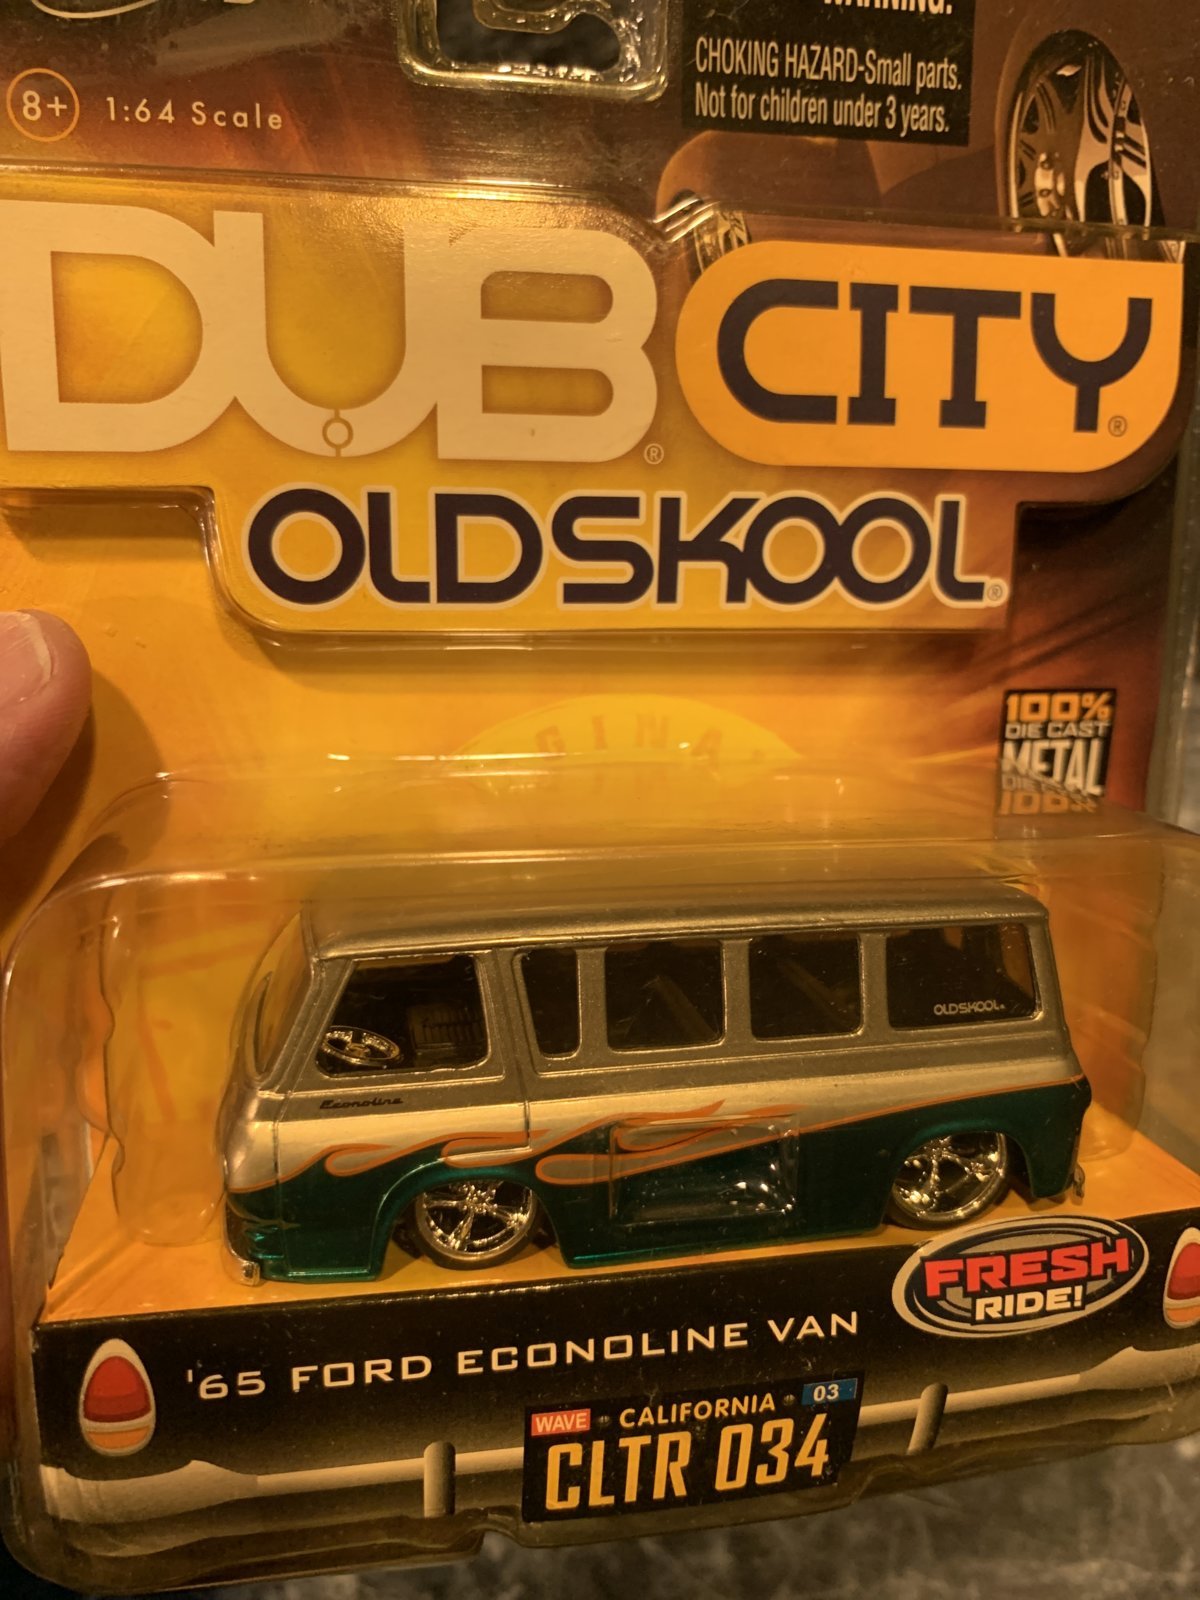 WARNING:
CHOKING HAZARD-Small parts.
Not for children under 3 years.
8+ 1:64 Scale
DUB® CITY®
OLDSKOOL®
100%
DIE CAST
METAL
OLDSKOOL®
Econoline
FRESH
RIDE!
'65 FORD ECONOLINE VAN
WAVE CALIFORNIA 03
CLTR 034